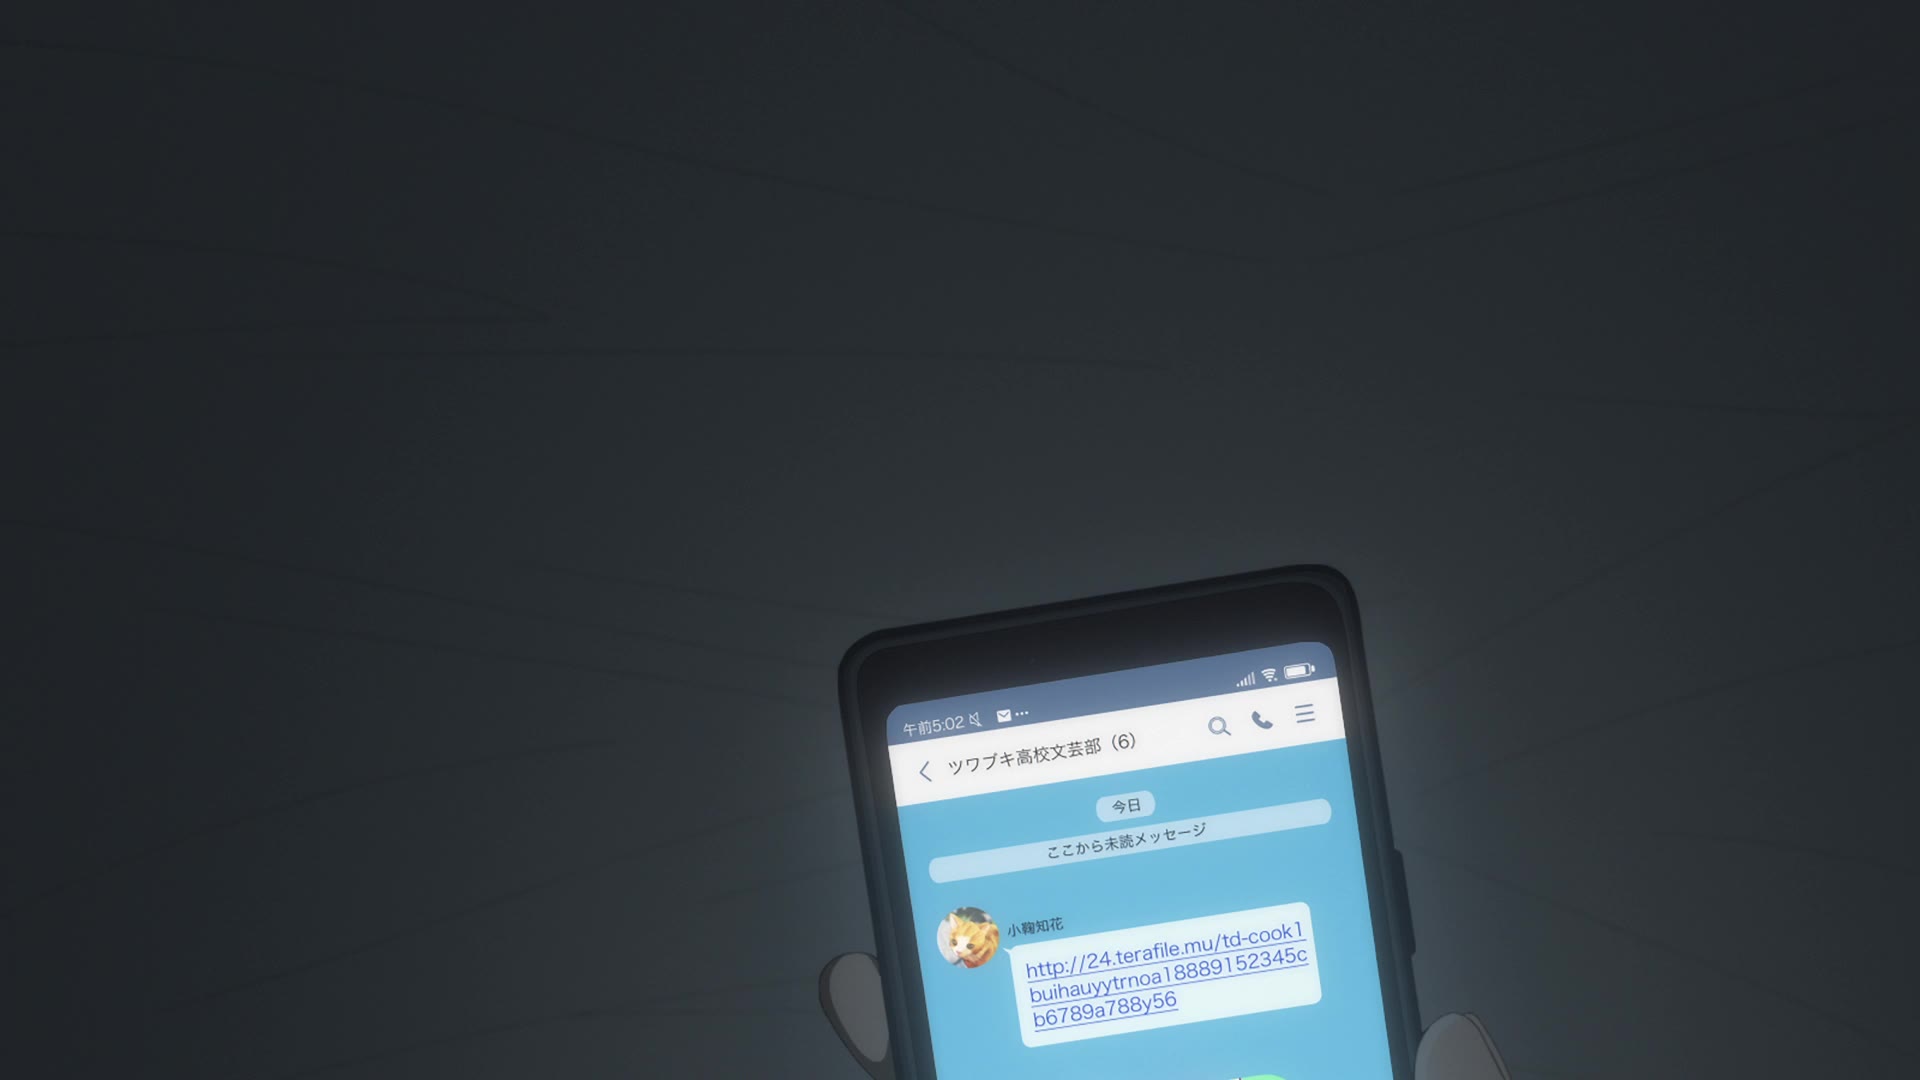 午前5:02
ツワブキ高校文芸部（6）
今日
ここから未読メッセージ
小鞠知花
http://24.terafile.mu/td-cook1
buihauyytrnoa18889152345c
b6789a788y56